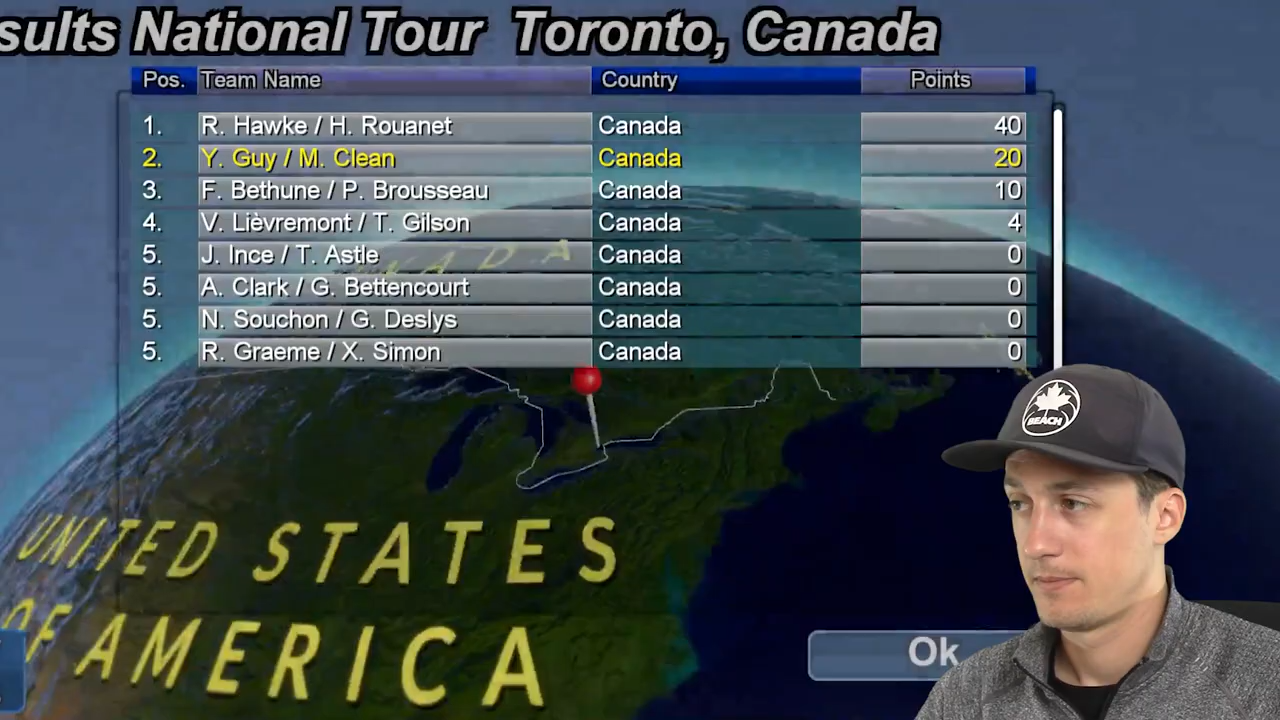 sults National Tour Toronto, Canada
Pos. Team Name Country Points
1. R. Hawke / H. Rouanet Canada 40
2. Y. Guy / M. Clean Canada 20
3. F. Bethune / P. Brousseau Canada 10
4. V. Lièvremont / T. Gilson Canada 4
5. J. Ince / T. Astle Canada 0
5. A. Clark / G. Bettencourt Canada 0
5. N. Souchon / G. Deslys Canada 0
5. R. Graeme / X. Simon Canada 0
CANADA
BEACH
UNITED STATES
OF AMERICA
Ok